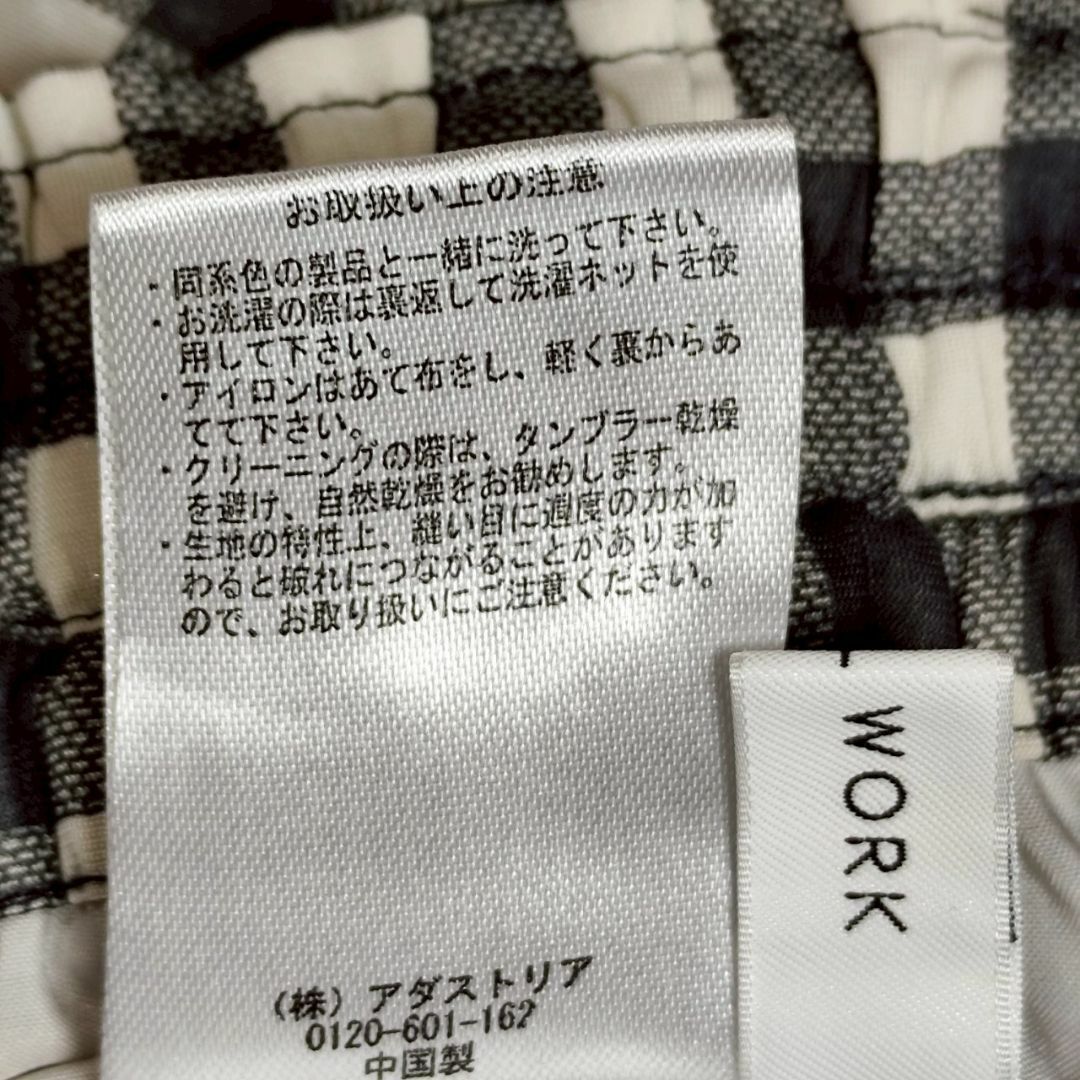 お取扱い上の注意
・同系色の製品と一緒に洗って下さい。
・お洗濯の際は裏返して洗濯ネットを使
用して下さい。
・アイロンはあて布をし、軽く裏からあ
てて下さい。
・クリーニングの際は、タンブラー乾燥
を避け、自然乾燥をお勧めします。
・生地の特性上、縫い目に過度の力が加
わると破れにつながることがあります
ので、お取り扱いにご注意ください。
(株) アダストリア
0120-601-162
中国製
WORK